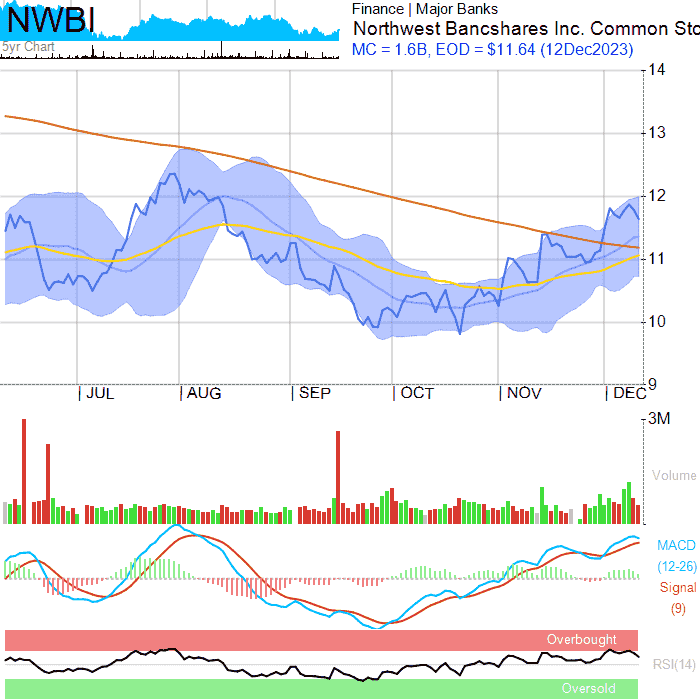 NWBI
5yr Chart
Finance | Major Banks
Northwest Bancshares Inc. Common Sto
MC = 1.6B, EOD = $11.64 (12Dec2023)
14
13
12
11
10
9
JUL
AUG
SEP
OCT
NOV
DEC
3M
Volume
MACD
(12-26)
Signal
(9)
Overbought
RSI(14)
Oversold